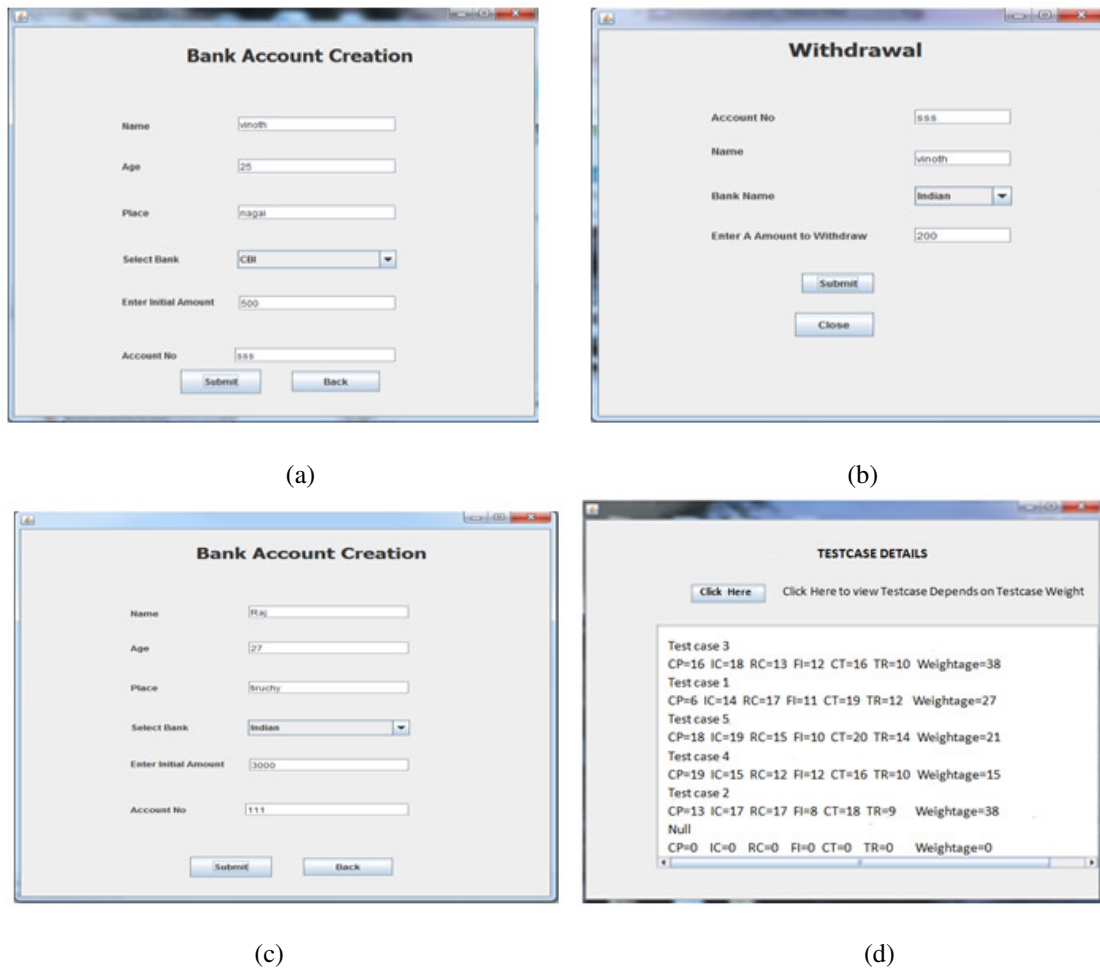 Bank Account Creation
Name vinoth
Age 25
Place nagai
Select Bank CBI
Enter Initial Amount 500
Account No sss
Submit Back
(a)
Withdrawal
Account No sss
Name vinoth
Bank Name Indian
Enter A Amount to Withdraw 200
Submit
Close
(b)
Bank Account Creation
Name Raj
Age 27
Place truchy
Select Bank Indian
Enter Initial Amount 3000
Account No 111
Submit Back
(c)
TESTCASE DETAILS
Click Here Click Here to view Testcase Depends on Testcase Weight
Test case 3
CP=16 IC=18 RC=13 FI=12 CT=16 TR=10 Weightage=38
Test case 1
CP=6 IC=14 RC=17 FI=11 CT=19 TR=12 Weightage=27
Test case 5
CP=18 IC=19 RC=15 FI=10 CT=20 TR=14 Weightage=21
Test case 4
CP=19 IC=15 RC=12 FI=12 CT=16 TR=10 Weightage=15
Test case 2
CP=13 IC=17 RC=17 FI=8 CT=18 TR=9 Weightage=38
Null
CP=0 IC=0 RC=0 FI=0 CT=0 TR=0 Weightage=0
(d)